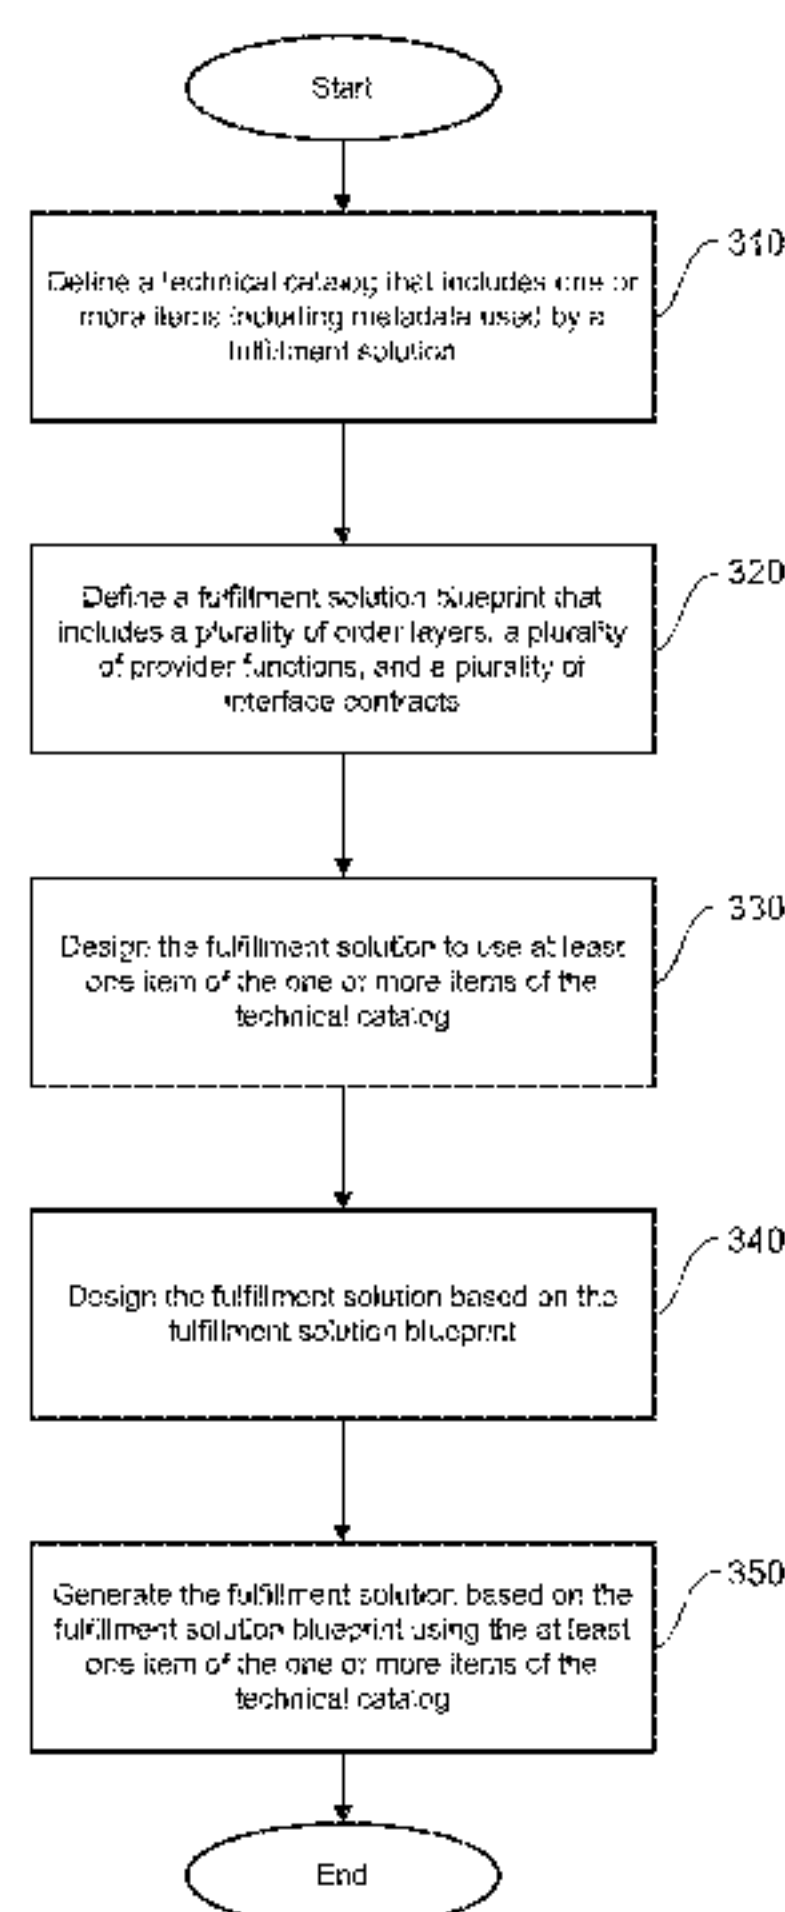 Start
310
Define a technical catalog that includes one or
more items including metadata used by a
fulfillment solution
320
Define a fulfillment solution blueprint that
includes a plurality of order layers, a plurality
of provider functions, and a plurality of
interface contracts
330
Design the fulfillment solution to use at least
one item of the one or more items of the
technical catalog
340
Design the fulfillment solution based on the
fulfillment solution blueprint
350
Generate the fulfillment solution based on the
fulfillment solution blueprint using the at least
one item of the one or more items of the
technical catalog
End